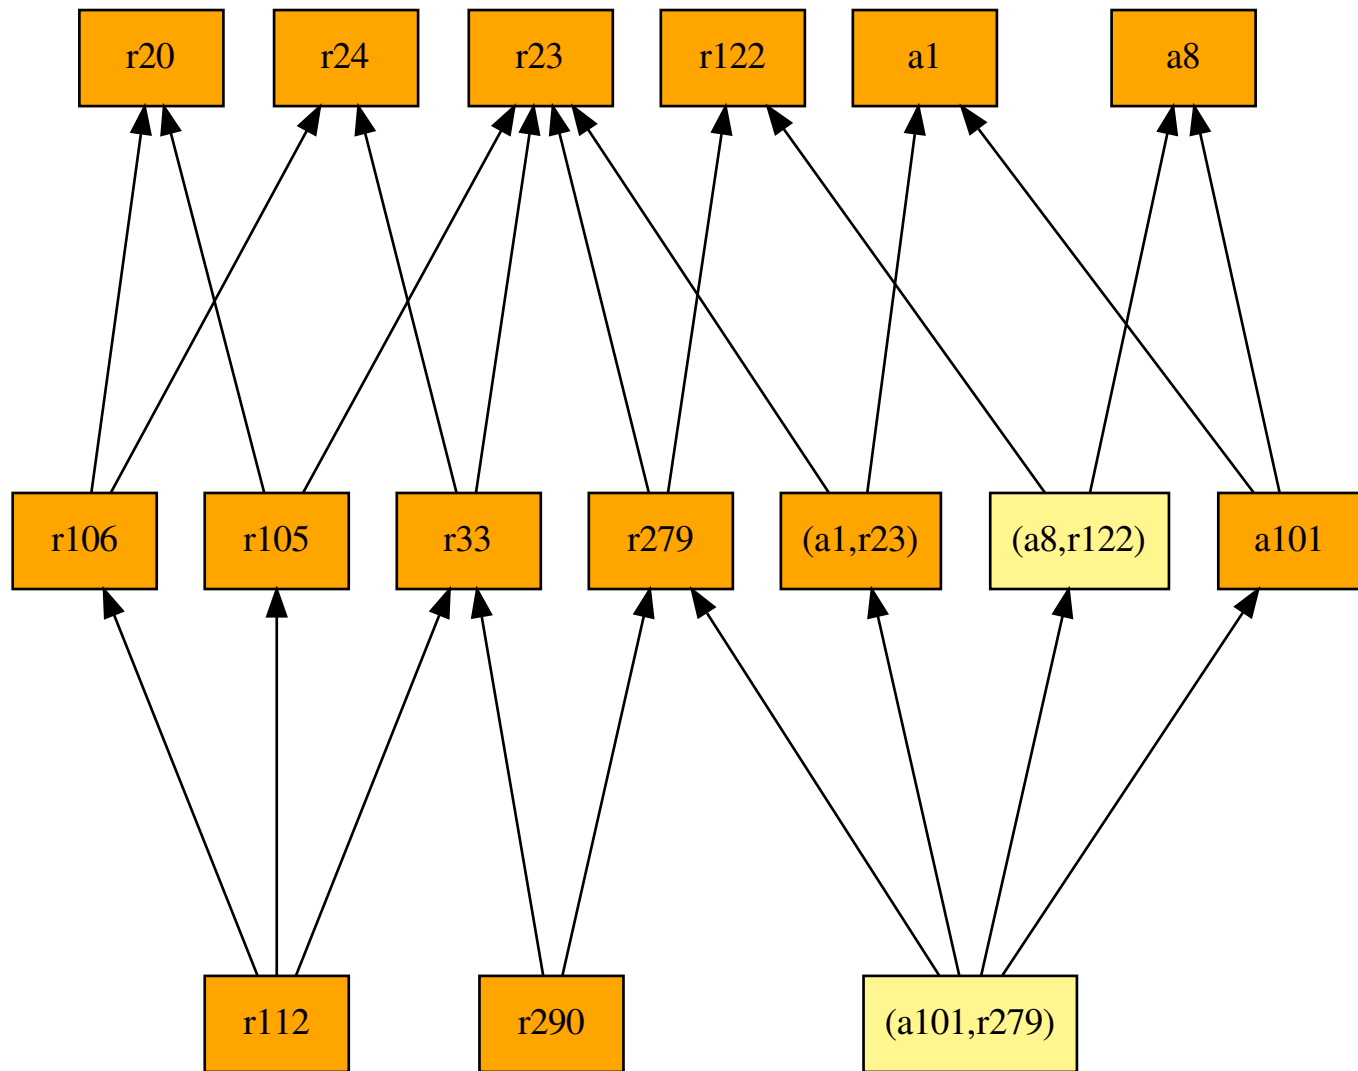 r20 r24 r23 r122 a1 a8
r106 r105 r33 r279 (a1,r23) (a8,r122) a101
r112 r290 (a101,r279)